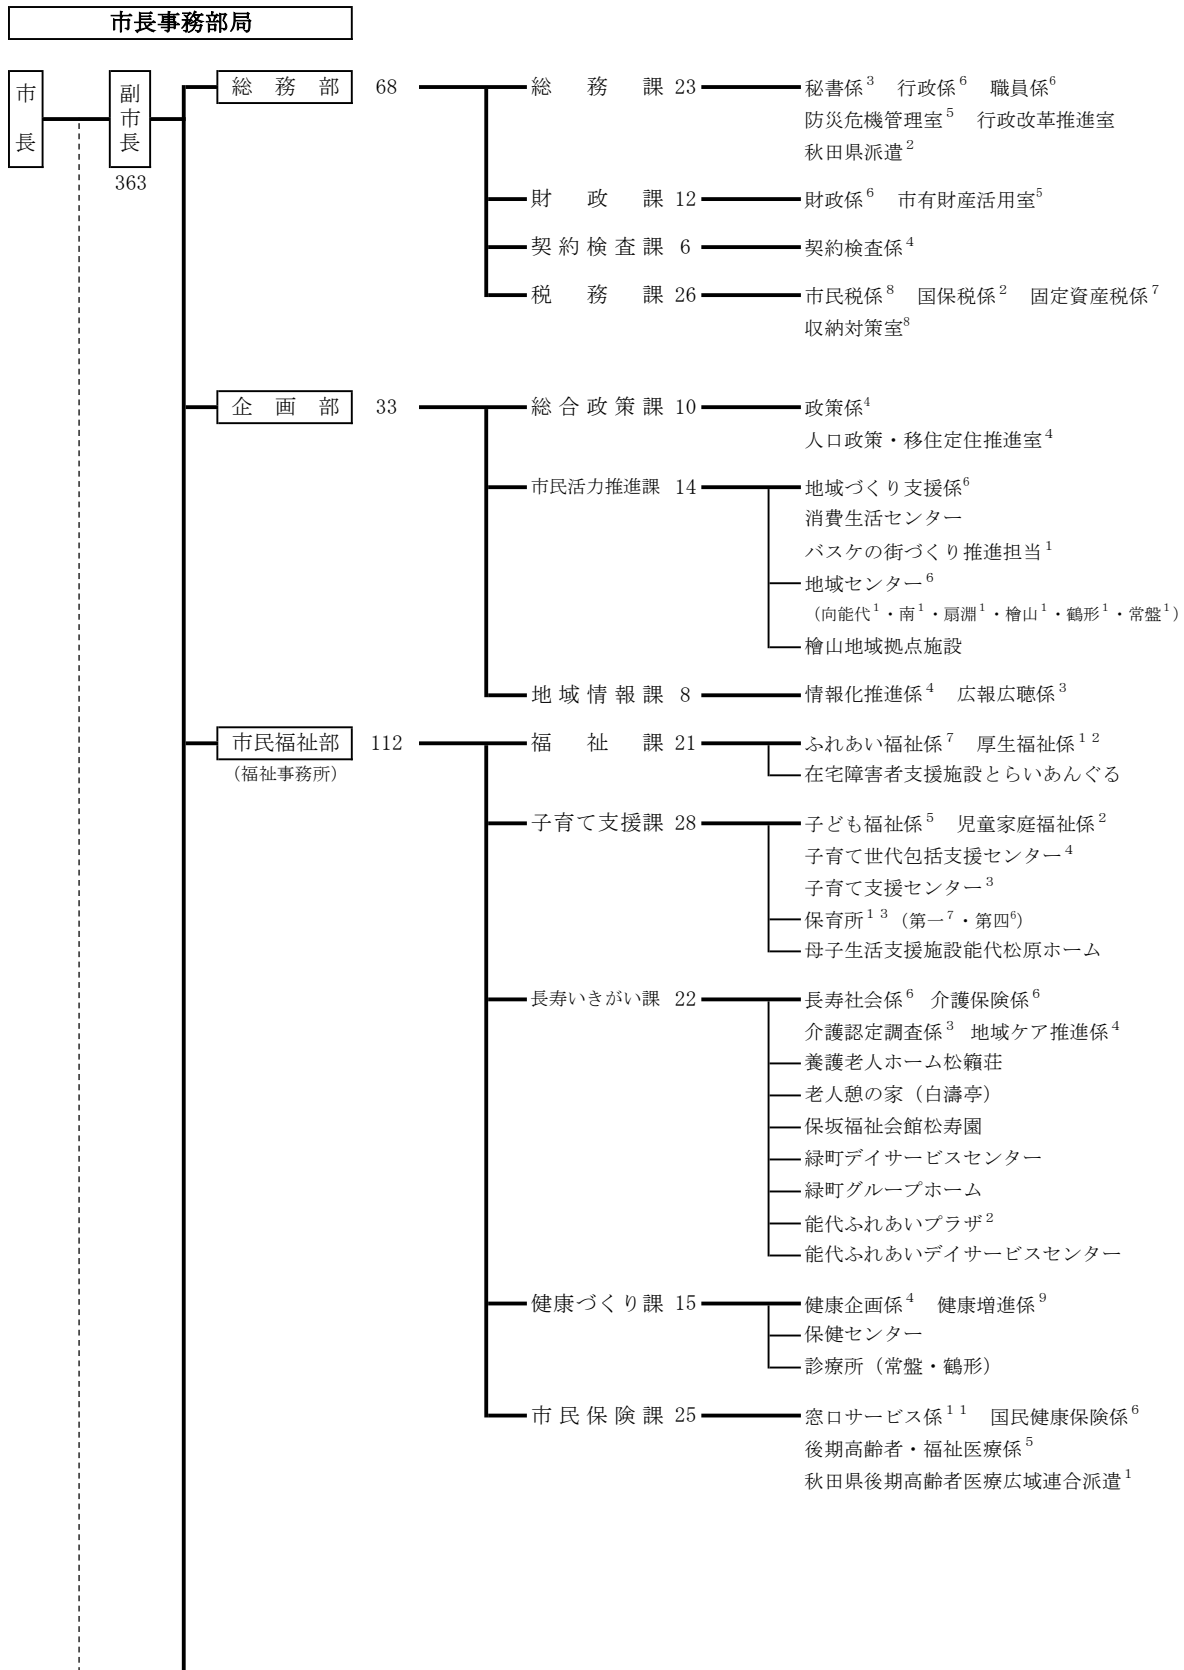 市長事務部局
市長
副市長
363
総務部 68
総務課 23
秘書係3 行政係6 職員係6
防災危機管理室5 行政改革推進室
秋田県派遣2
財政課 12
財政係6 市有財産活用室5
契約検査課 6
契約検査係4
税務課 26
市民税係8 国保税係2 固定資産税係7
収納対策室8
企画部 33
総合政策課 10
政策係4
人口政策・移住定住推進室4
市民活力推進課 14
地域づくり支援係6
消費生活センター
バスケの街づくり推進担当1
地域センター6
（向能代1・南1・扇淵1・檜山1・鶴形1・常盤1）
檜山地域拠点施設
地域情報課 8
情報化推進係4 広報広聴係3
市民福祉部 112
（福祉事務所）
福祉課 21
ふれあい福祉係7 厚生福祉係12
在宅障害者支援施設とらいあんぐる
子育て支援課 28
子ども福祉係5 児童家庭福祉係2
子育て世代包括支援センター4
子育て支援センター3
保育所13（第一7・第四6）
母子生活支援施設能代松原ホーム
長寿いきがい課 22
長寿社会係6 介護保険係6
介護認定調査係3 地域ケア推進係4
養護老人ホーム松籟荘
老人憩の家（白濤亭）
保坂福祉会館松寿園
緑町デイサービスセンター
緑町グループホーム
能代ふれあいプラザ2
能代ふれあいデイサービスセンター
健康づくり課 15
健康企画係4 健康増進係9
保健センター
診療所（常盤・鶴形）
市民保険課 25
窓口サービス係11 国民健康保険係6
後期高齢者・福祉医療係5
秋田県後期高齢者医療広域連合派遣1